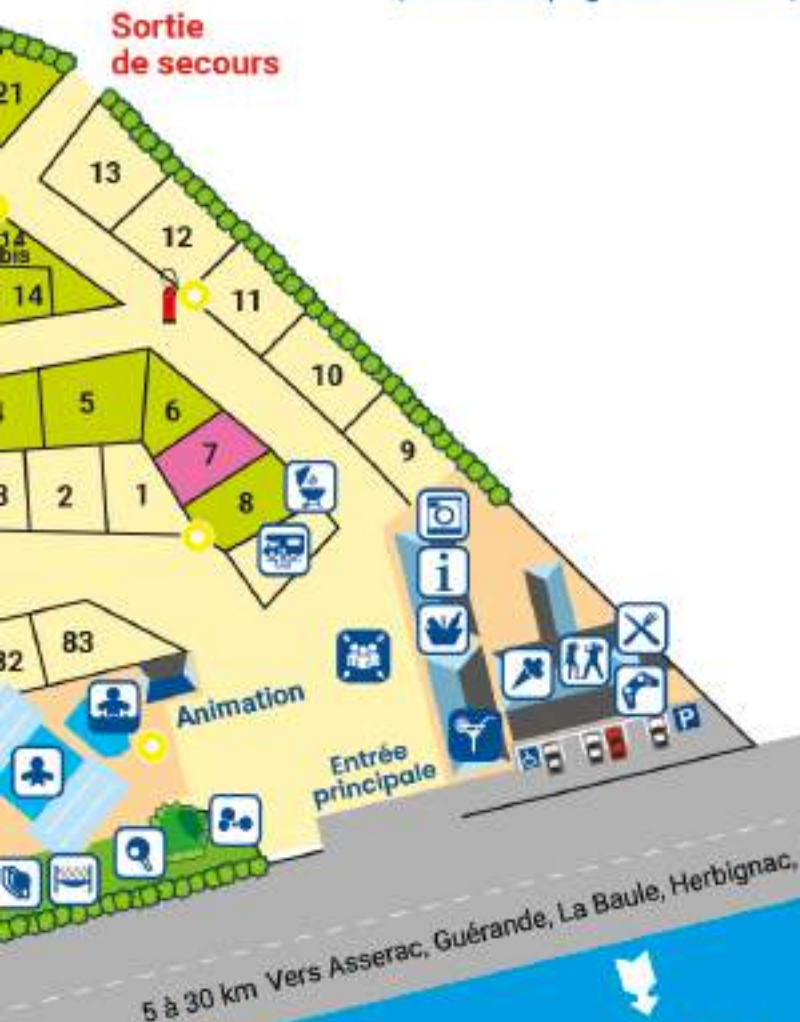 Sortie
de secours
21
13
12
14
bis
14
11
10
5
6
9
7
2
1
8
i
83
Animation
Entrée
principale
P
5 à 30 km Vers Asserac, Guérande, La Baule, Herbignac,